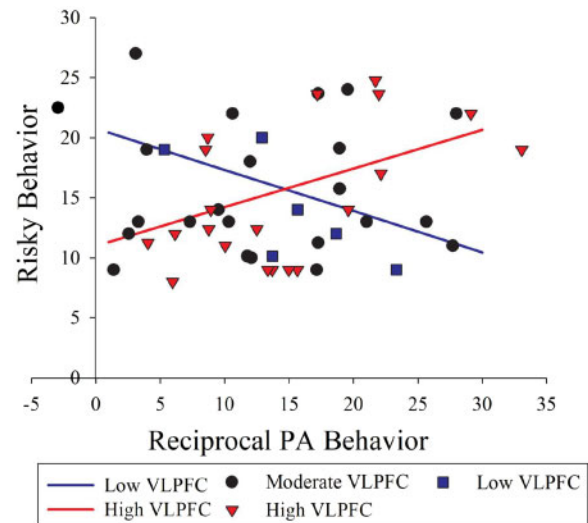 30
25
20
15
10
5
0
-5 0 5 10 15 20 25 30 35
Risky Behavior
Reciprocal PA Behavior
Low VLPFC Moderate VLPFC Low VLPFC
High VLPFC High VLPFC